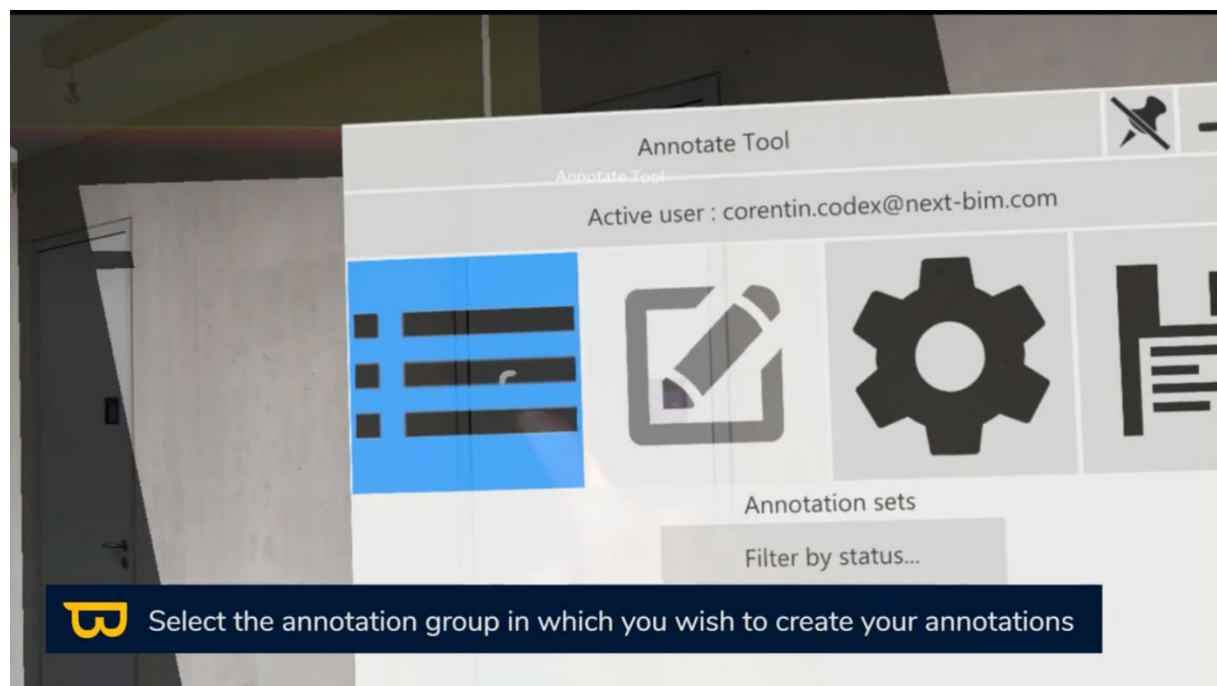 Annotate Tool
Annotate Tool
Active user : corentin.codex@next-bim.com
Annotation sets
Filter by status...
Select the annotation group in which you wish to create your annotations